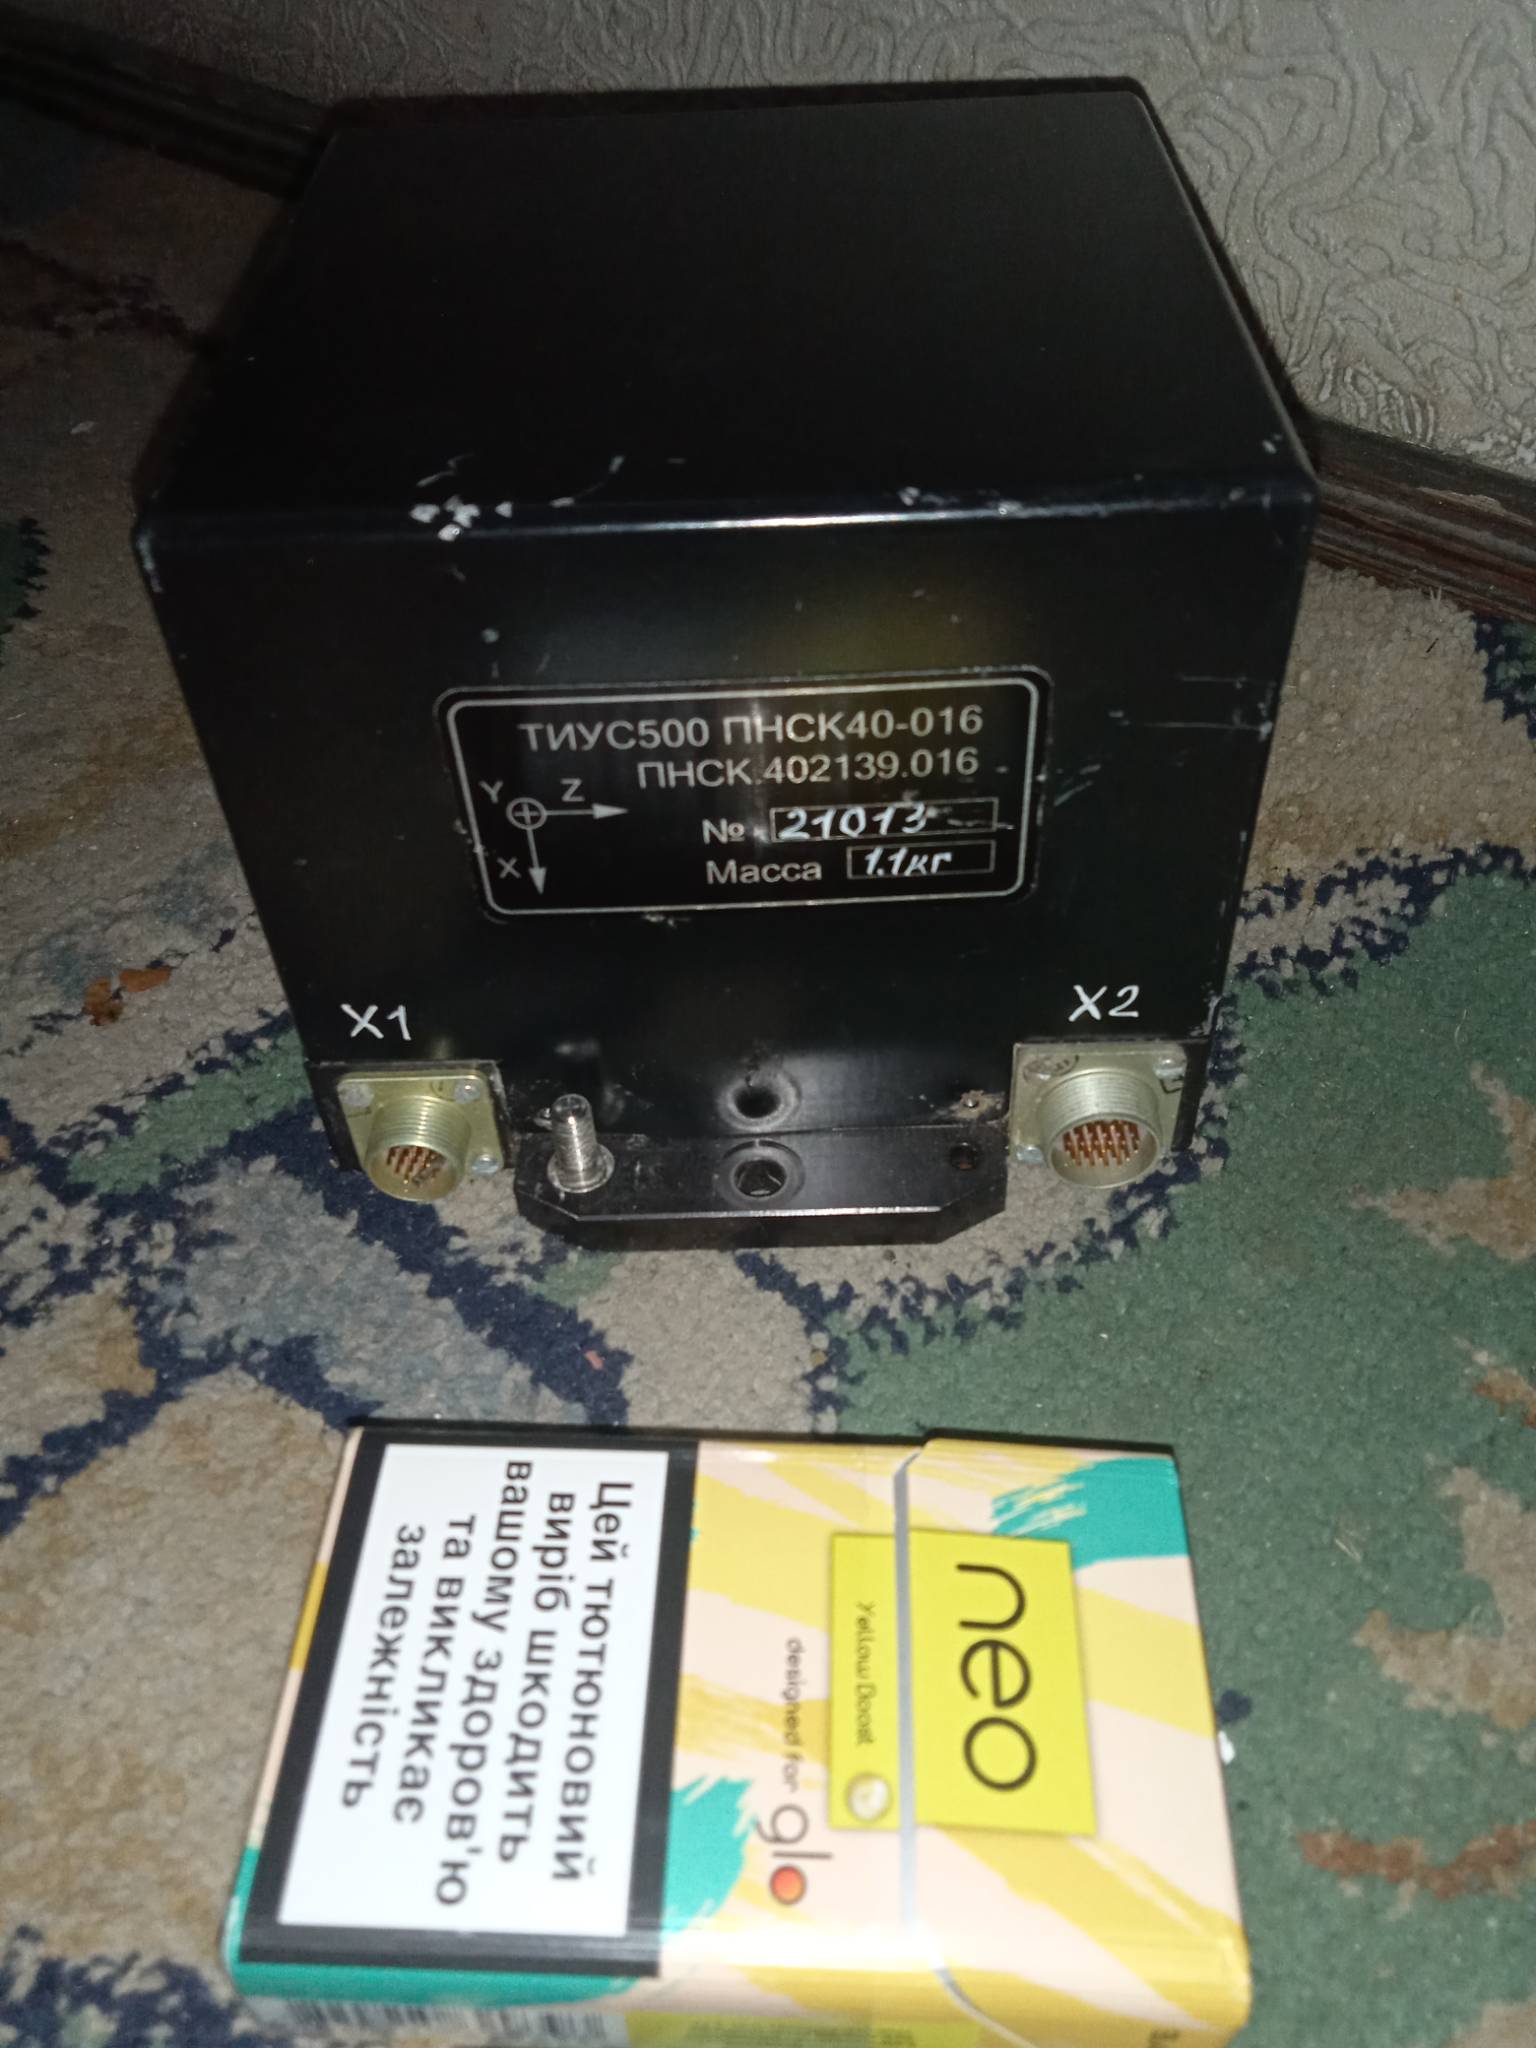 ТИУС500 ПНСК40-016
ПНСК.402139.016
Y Z
X
№ 21013
Масса 1.1кг
X1
X2
Цей тютюновий
виріб шкодить
вашому здоров'ю
та викликає
залежність
neo
Yellow Boost
designed for glo